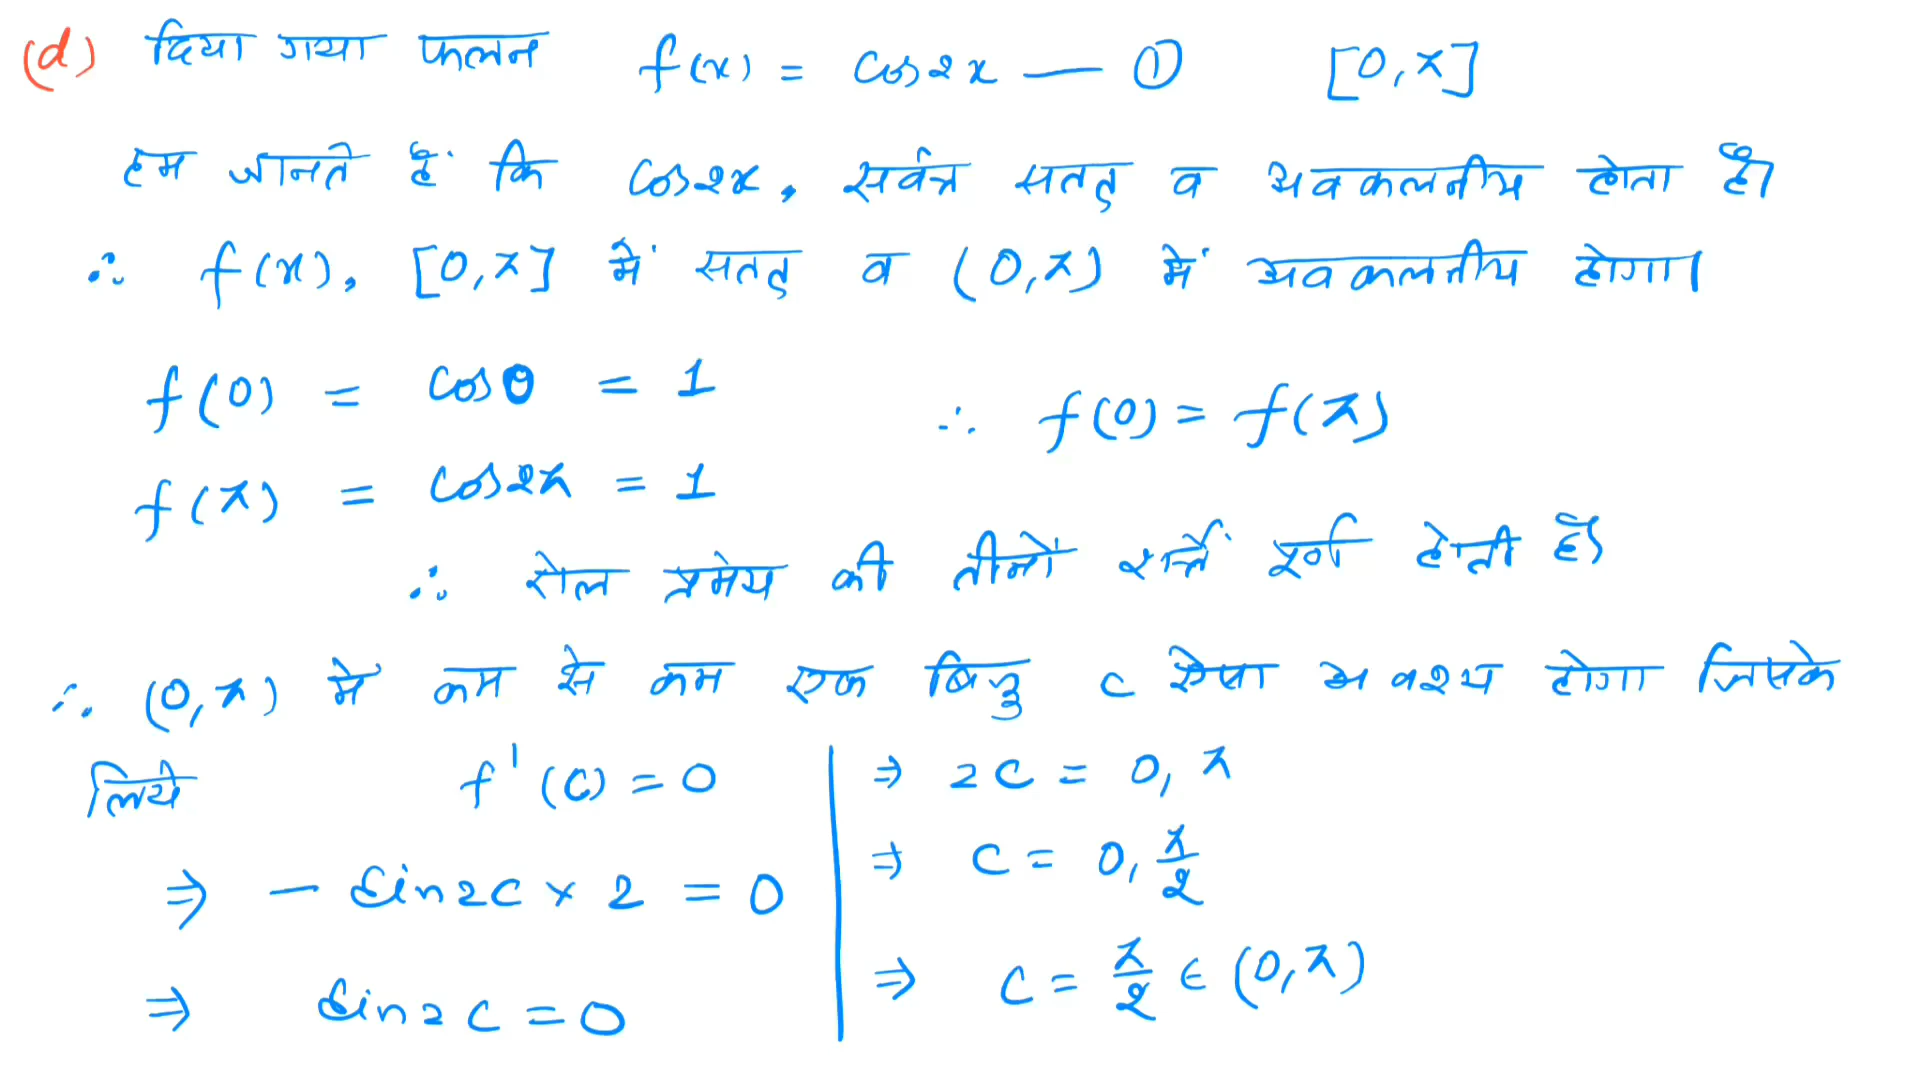 (d) दिया गया फलन f(x) = cos2x — ① [0,π]
हम जानते हैं कि cos2x, सर्वत्र सतत् व अवकलनीय होता है।
∴ f(x), [0,π] में सतत् व (0,π) में अवकलनीय होगा।
f(0) = cos0 = 1
f(π) = cos2π = 1
∴ f(0) = f(π)
∴ रोल प्रमेय की तीनों शर्तें पूर्ण होती हैं
∴ (0,π) में कम से कम एक बिन्दु c ऐसा अवश्य होगा जिसके
लिये f'(c) = 0
⇒ - sin2c × 2 = 0
⇒ sin2c = 0
⇒ 2c = 0, π
⇒ c = 0, π/2
⇒ c = π/2 ∈ (0,π)